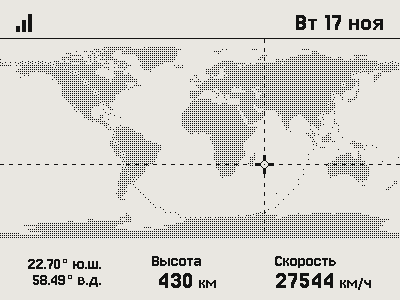 Вт 17 ноя
22.70° ю.ш.
58.49° в.д.
Высота
430 км
Скорость
27544 км/ч